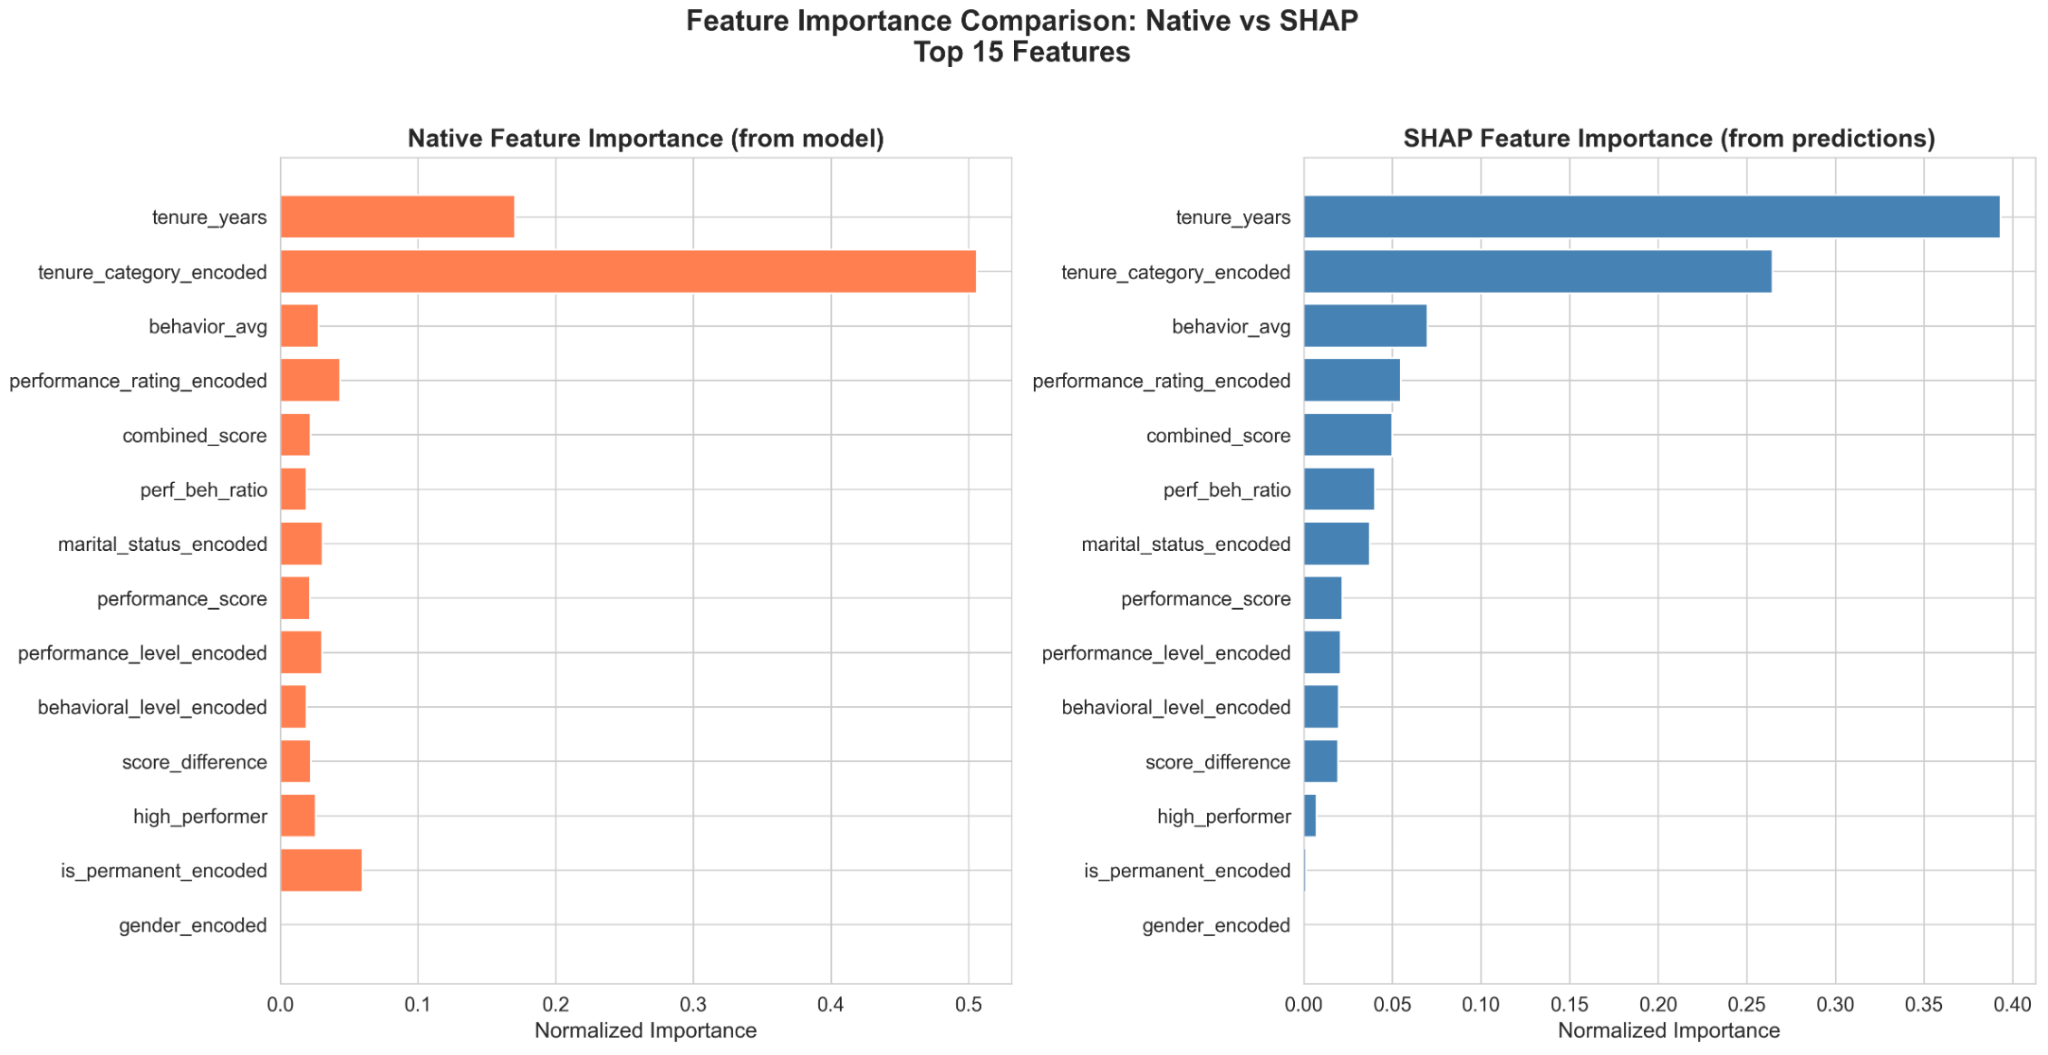 Feature Importance Comparison: Native vs SHAP
Top 15 Features
Native Feature Importance (from model)
tenure_years
tenure_category_encoded
behavior_avg
performance_rating_encoded
combined_score
perf_beh_ratio
marital_status_encoded
performance_score
performance_level_encoded
behavioral_level_encoded
score_difference
high_performer
is_permanent_encoded
gender_encoded
0.0 0.1 0.2 0.3 0.4 0.5
Normalized Importance
SHAP Feature Importance (from predictions)
tenure_years
tenure_category_encoded
behavior_avg
performance_rating_encoded
combined_score
perf_beh_ratio
marital_status_encoded
performance_score
performance_level_encoded
behavioral_level_encoded
score_difference
high_performer
is_permanent_encoded
gender_encoded
0.00 0.05 0.10 0.15 0.20 0.25 0.30 0.35 0.40
Normalized Importance